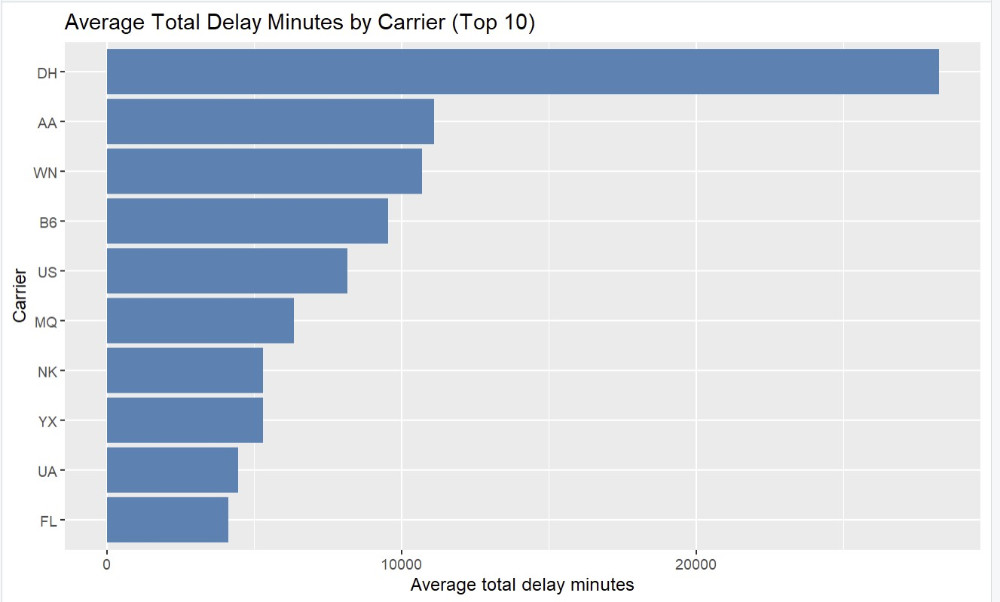 Average Total Delay Minutes by Carrier (Top 10)
DH
AA
WN
B6
US
MQ
NK
YX
UA
FL
Carrier
0 10000 20000
Average total delay minutes